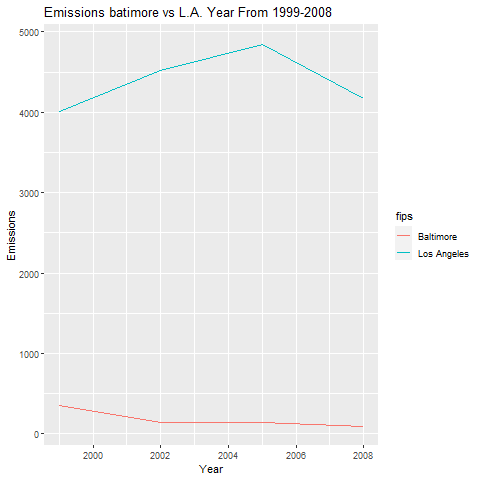 Emissions batimore vs L.A. Year From 1999-2008
5000
4000
3000
2000
1000
0
Emissions
2000 2002 2004 2006 2008
Year
fips
Baltimore
Los Angeles